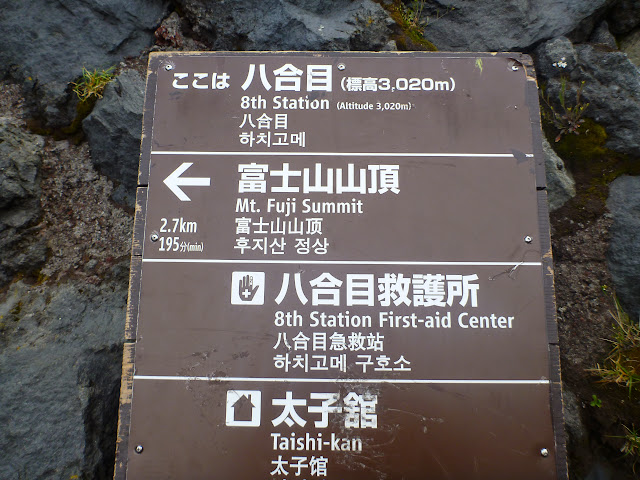 ここは 八合目 (標高3,020m)
8th Station (Altitude 3,020m)
八合目
하치고메
← 富士山山頂
Mt. Fuji Summit
2.7km 富士山山顶
195分(min) 후지산 정상
八合目救護所
8th Station First-aid Center
八合目急救站
하치고메 구호소
太子舘
Taishi-kan
太子馆